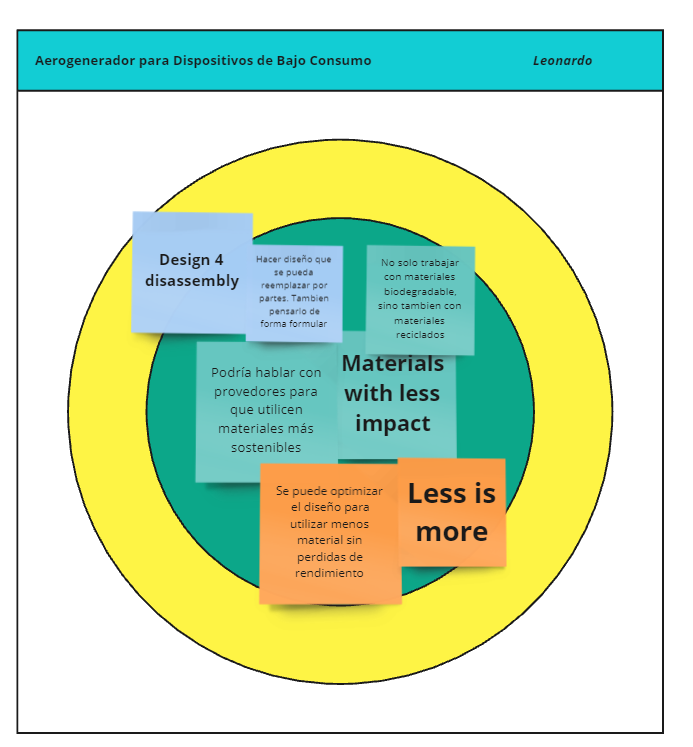 Aerogenerador para Dispositivos de Bajo Consumo
Leonardo
Design 4
disassembly
Hacer diseño que
se pueda
reemplazar por
partes. Tambien
pensarlo de
forma formular
No solo trabajar
con materiales
biodegradable,
sino tambien con
materiales
reciclados
Podría hablar con
provedores para
que utilicen
materiales más
sostenibles
Materials
with less
impact
Se puede optimizar
el diseño para
utilizar menos
material sin
perdidas de
rendimiento
Less is
more